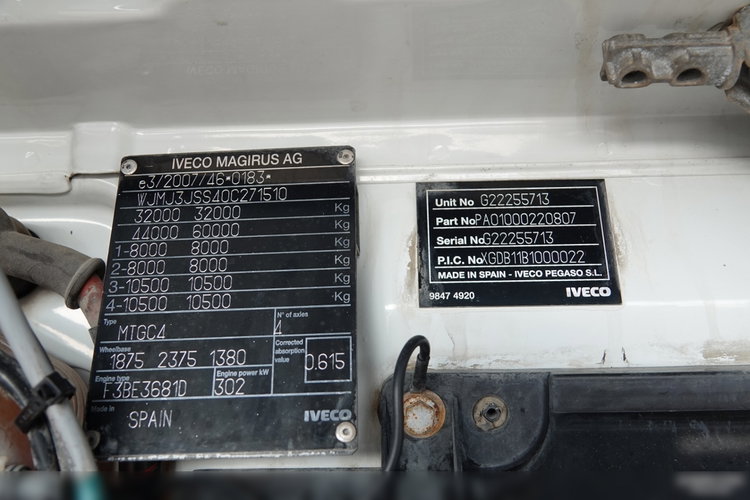 IVECO MAGIRUS AG
e3/2007/46*0183*
WJMJ3JSS40C271510
32000 32000 Kg
44000 60000 Kg
1-8000 8000 Kg
2-8000 8000 Kg
3-10500 10500 Kg
4-10500 10500 Kg
Type
MTGC4
N° of axles
4
Wheelbase
1875 2375 1380
Corrected absorption value
0.615
Engine type
F3BE3681D
Engine power kW
302
Made in
SPAIN
IVECO
Unit No G22255713
Part No PA01000220807
Serial No G22255713
P.I.C. No XGDB11B1000022
MADE IN SPAIN - IVECO PEGASO S.L.
9847 4920
IVECO